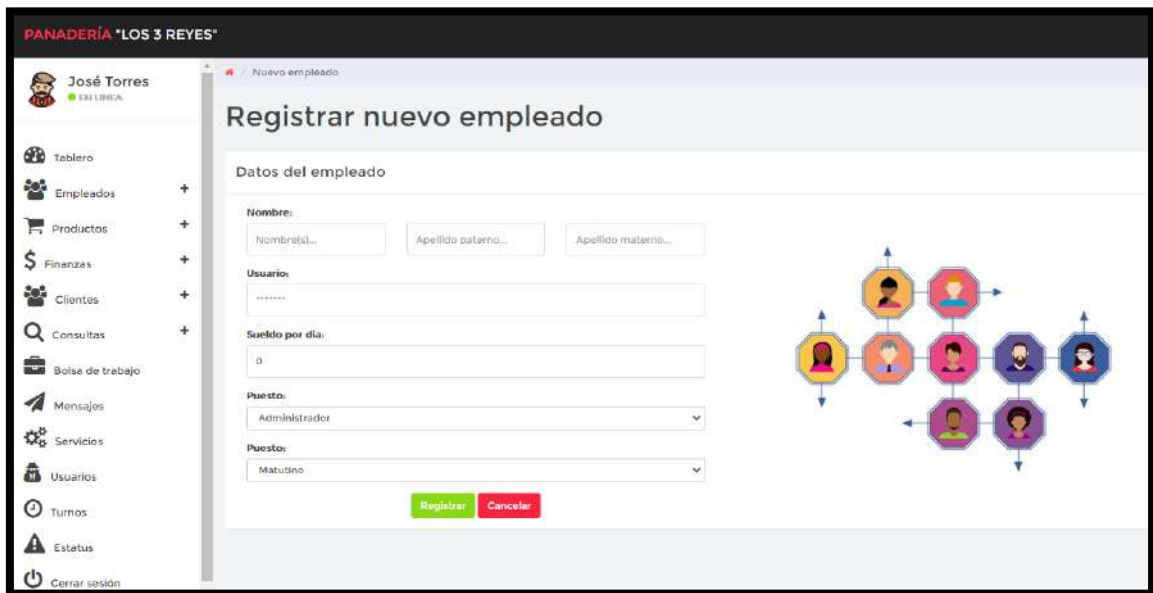 PANADERÍA "LOS 3 REYES"
José Torres
EN LINEA
Tablero
Empleados +
Productos +
Finanzas +
Clientes +
Consultas +
Bolsa de trabajo
Mensajes
Servicios
Usuarios
Turnos
Estatus
Cerrar sesión
/ Nuevo empleado
Registrar nuevo empleado
Datos del empleado
Nombre:
Nombre(s)... Apellido paterno... Apellido materno...
Usuario:
*******
Sueldo por día:
0
Puesto:
Administrador
Puesto:
Matutino
Registrar Cancelar